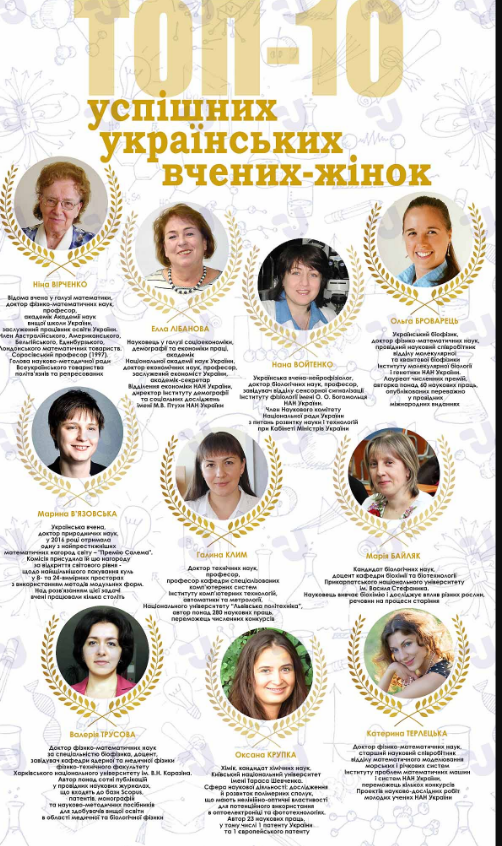 ТОП-10
успішних
українських
вчених-жінок
Ніна ВІРЧЕНКО
Відома вчена у галузі математики,
доктор фізико-математичних наук,
професор,
академік Академії наук
вищої школи України,
заслужений працівник освіти України.
Член Австралійського, Американського,
Бельгійського, Единбурзького,
Лондонського математичних товариств.
Соросівський професор (1997).
Голова науково-методичної ради
Всеукраїнського товариства
політв'язнів та репресованих
Елла ЛІБАНОВА
Науковець у галузі соціоекономіки,
демографії та економіки праці,
академік
Національної академії наук України,
доктор економічних наук, професор,
заслужений економіст України,
академік-секретар
Відділення економіки НАН України,
директор Інституту демографії
та соціальних досліджень
імені М.В. Птухи НАН України
Нана ВОЙТЕНКО
Українська вчена-нейрофізіолог,
доктор біологічних наук, професор,
завідувач відділу сенсорної сигналізації
Інституту фізіології імені О. О. Богомольця
НАН України.
Член Наукового комітету
Національної ради України
з питань розвитку науки і технологій
при Кабінеті Міністрів України
Ольга БРОВАРЕЦЬ
Український біофізик,
доктор фізико-математичних наук,
провідний науковий співробітник
відділу молекулярної
та квантової біофізики
Інституту молекулярної біології
і генетики НАН України.
Лауреат численних премій,
авторка понад 60 наукових праць,
опублікованих переважно
у провідних
міжнародних виданнях
Марина В'ЯЗОВСЬКА
Українська вчена,
доктор природничих наук,
у 2016 році отримала
одну з найпрестижніших
математичних нагород світу – "Премію Салема".
Комісія присудила їй цю нагороду
за відкриття світового рівня -
щодо найщільнішого пакування куль
у 8- та 24-вимірних просторах
з використанням методів модульних форм.
Над розв'язанням цієї задачі
вчені працювали кілька століть
Галина КЛИМ
Доктор технічних наук,
професор,
професор кафедри спеціалізованих
комп'ютерних систем
Інституту комп'ютерних технологій,
автоматики та метрології,
Національного університету "Львівська політехніка",
автор понад 280 наукових праць,
переможець численних конкурсів
Марія БАЙЛЯК
Кандидат біологічних наук,
доцент кафедри біохімії та біотехнології
Прикарпатського національного університету
ім. Василя Стефаника.
Науковець вивчає біохімію і досліджує вплив різних рослин,
речовин на процеси старіння
Валерія ТРУСОВА
Доктор фізико-математичних наук
за спеціальністю біофізика, доцент,
завідувач кафедри ядерної та медичної фізики
фізико-технічного факультету
Харківського національного університету ім. В.Н. Каразіна.
Автор понад сотні публікацій
у провідних наукових журналах,
що входять до бази Scopus,
патентів, монографій
та науково-методичних посібників
для здобувачів вищої освіти
в області медичної та біологічної фізики
Оксана КРУПКА
Хімік, кандидат хімічних наук,
Київський національний університет
імені Тараса Шевченка.
Сфера наукової діяльності: дослідження
й розвиток полімерних сполук,
що мають нелінійно-оптичні властивості
для потенційного використання
в оптоелектроніці та фототехнологіях.
Автор 23 наукових праць,
у тому числі 1 патенту України
та 1 європейського патенту
Катерина ТЕРЛЕЦЬКА
Доктор фізико-математичних наук,
старший науковий співробітник
відділу математичного моделювання
морських і річкових систем
Інституту проблем математичних машин
і систем НАН України,
переможець кількох конкурсів
Проєктів науково-дослідних робіт
молодих учених НАН України